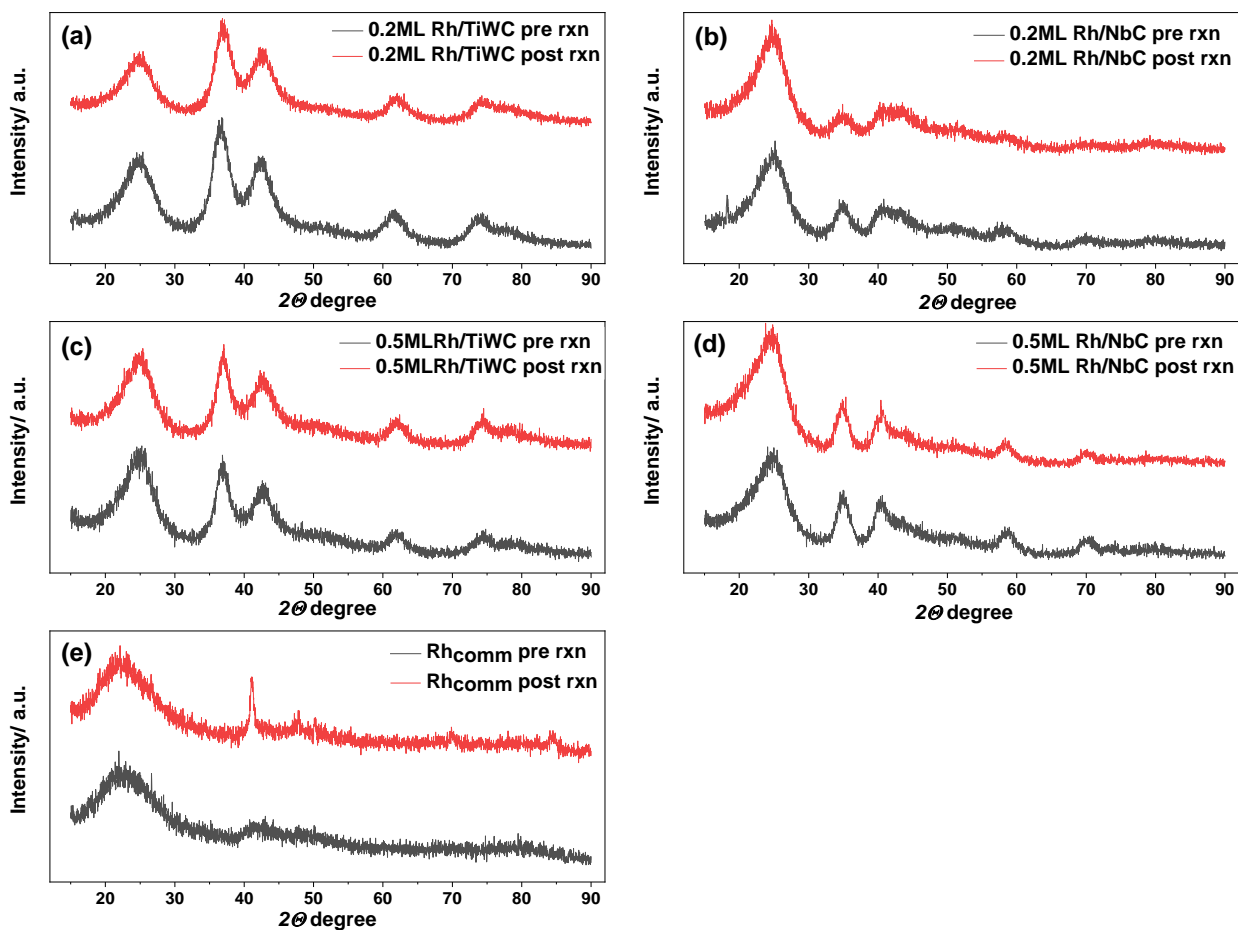 (a)
0.2ML Rh/TiWC pre rxn
0.2ML Rh/TiWC post rxn
Intensity/ a.u.
20 30 40 50 60 70 80 90
2Θ degree
(b)
0.2ML Rh/NbC pre rxn
0.2ML Rh/NbC post rxn
Intensity/ a.u.
20 30 40 50 60 70 80 90
2Θ degree
(c)
0.5MLRh/TiWC pre rxn
0.5MLRh/TiWC post rxn
Intensity/ a.u.
20 30 40 50 60 70 80 90
2Θ degree
(d)
0.5ML Rh/NbC pre rxn
0.5ML Rh/NbC post rxn
Intensity/ a.u.
20 30 40 50 60 70 80 90
2Θ degree
(e)
Rhcomm pre rxn
Rhcomm post rxn
Intensity/ a.u.
20 30 40 50 60 70 80 90
2Θ degree